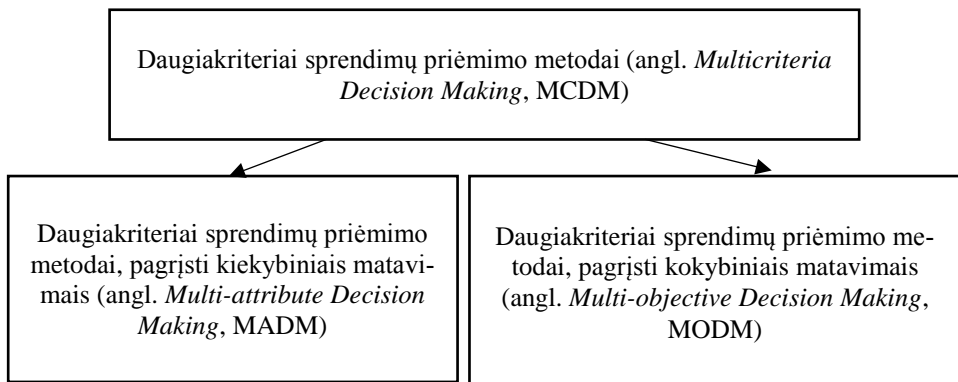 Daugiakriteriai sprendimų priėmimo metodai (angl. Multicriteria
Decision Making, MCDM)
Daugiakriteriai sprendimų priėmimo
metodai, pagrįsti kiekybiniais matavi-
mais (angl. Multi-attribute Decision
Making, MADM)
Daugiakriteriai sprendimų priėmimo me-
todai, pagrįsti kokybiniais matavimais
(angl. Multi-objective Decision Making,
MODM)